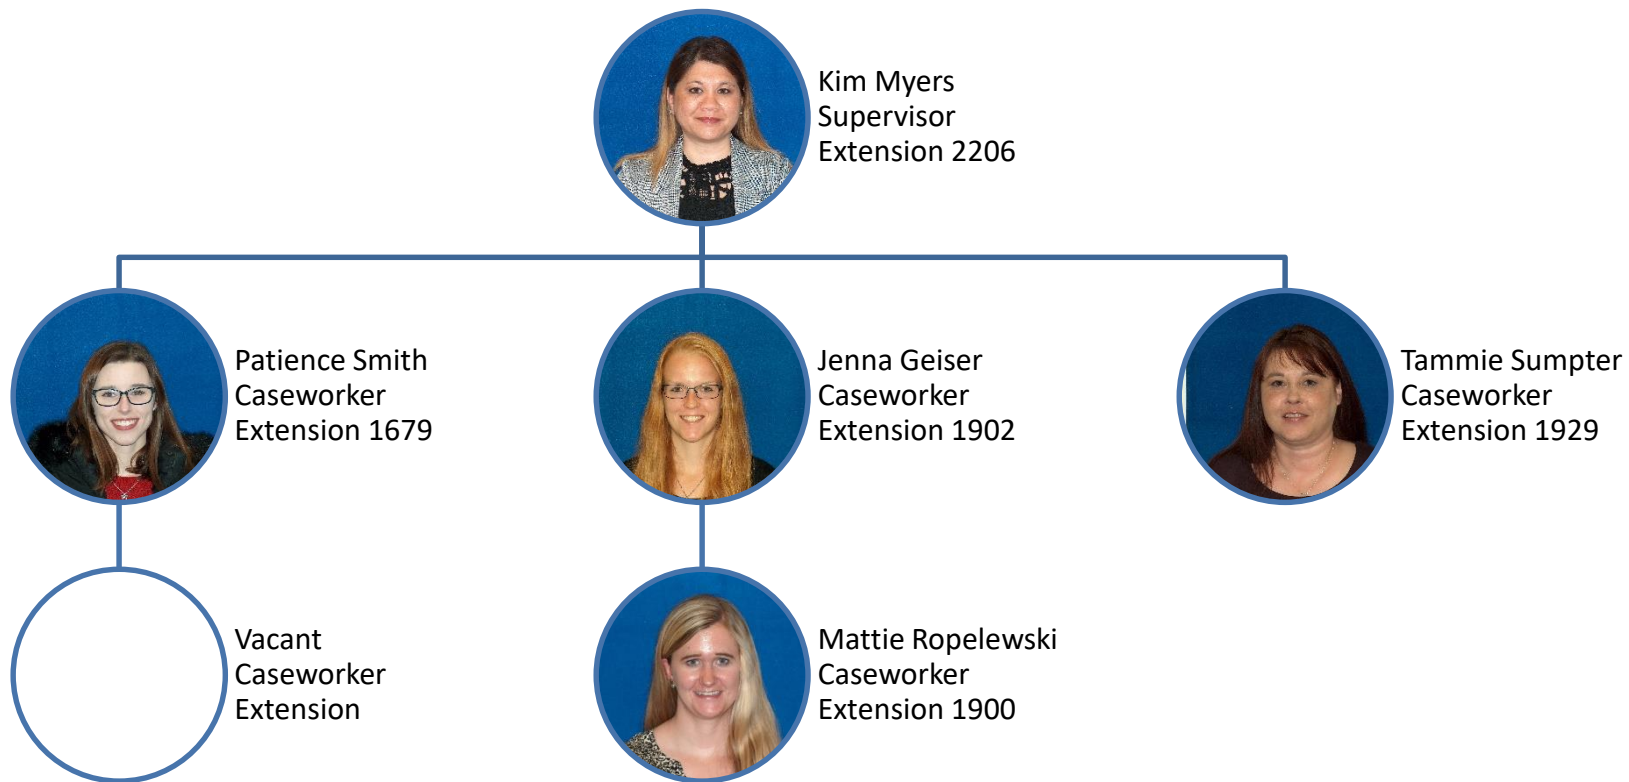 Kim Myers
Supervisor
Extension 2206
Patience Smith
Caseworker
Extension 1679
Jenna Geiser
Caseworker
Extension 1902
Tammie Sumpter
Caseworker
Extension 1929
Vacant
Caseworker
Extension
Mattie Ropelewski
Caseworker
Extension 1900